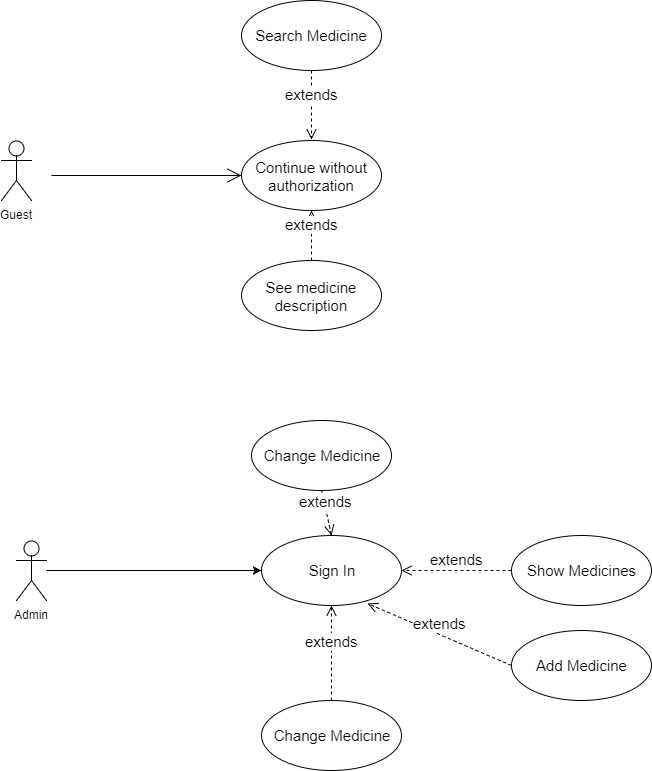 Search Medicine
extends
Continue without
authorization
Guest
extends
See medicine
description
Change Medicine
extends
Sign In
extends
Show Medicines
Admin
extends
extends
Add Medicine
Change Medicine